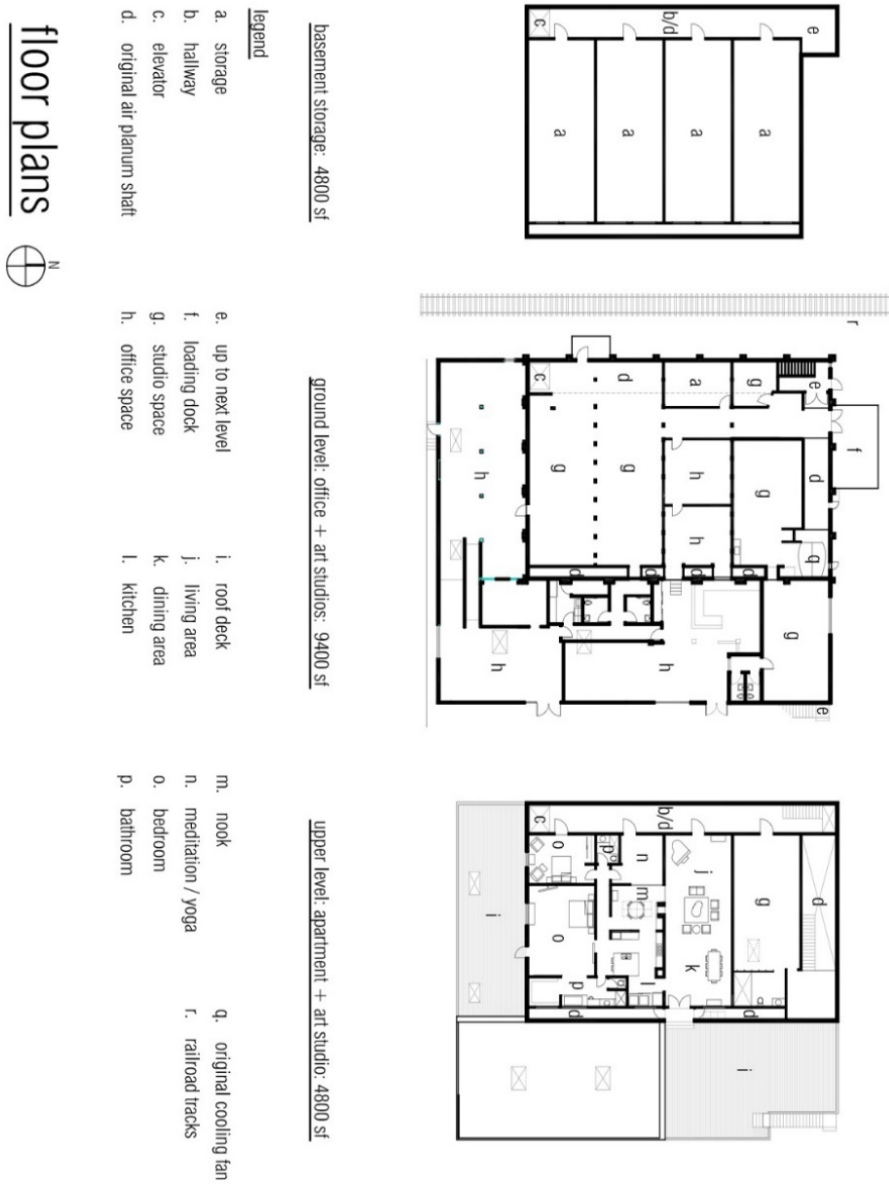 e
a
a
b/d
a
a
c
r
f
e
d
q
e
g
g
g
d
a
h
h
d
h
d
d
g
g
d
c
h
h
d
g
d
i
j
k
b/d
n
m
l
p
p
o
o
d
c
i
basement storage: 4800 sf
ground level: office + art studios: 9400 sf
upper level: apartment + art studio: 4800 sf
legend
a. storage
b. hallway
c. elevator
d. original air planum shaft
e. up to next level
f. loading dock
g. studio space
h. office space
i. roof deck
j. living area
k. dining area
l. kitchen
m. nook
n. meditation / yoga
o. bedroom
p. bathroom
q. original cooling fan
r. railroad tracks
floor plans
N